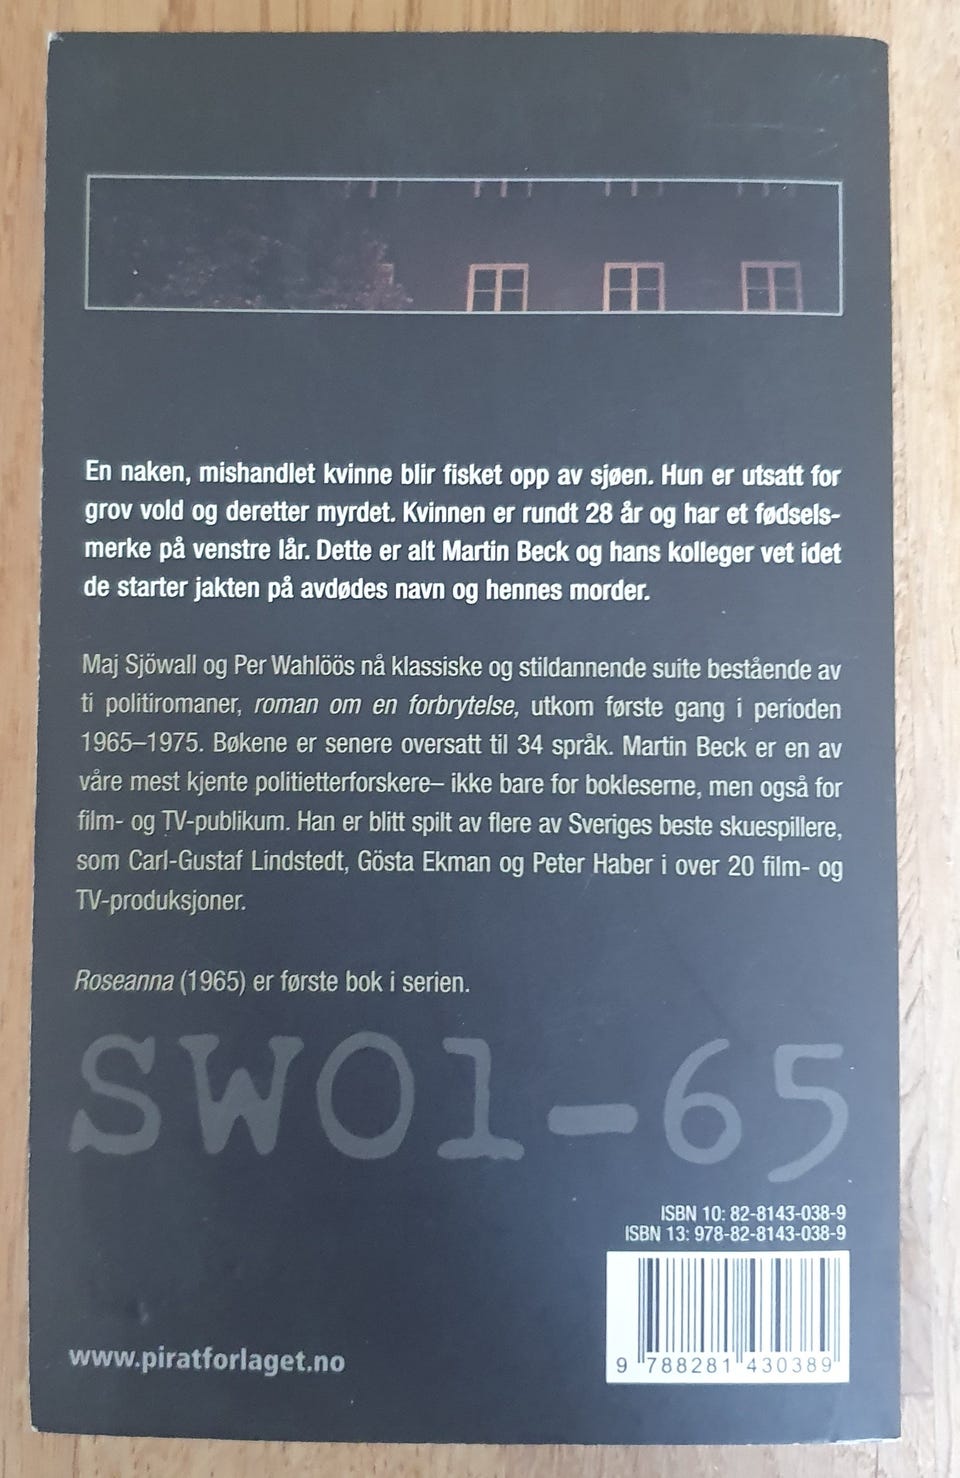 En naken, mishandlet kvinne blir fisket opp av sjøen. Hun er utsatt for
grov vold og deretter myrdet. Kvinnen er rundt 28 år og har et fødsels-
merke på venstre lår. Dette er alt Martin Beck og hans kolleger vet idet
de starter jakten på avdødes navn og hennes morder.
Maj Sjöwall og Per Wahlöös nå klassiske og stildannende suite bestående av
ti politiromaner, roman om en forbrytelse, utkom første gang i perioden
1965–1975. Bøkene er senere oversatt til 34 språk. Martin Beck er en av
våre mest kjente politietterforskere– ikke bare for bokleserne, men også for
film- og TV-publikum. Han er blitt spilt av flere av Sveriges beste skuespillere,
som Carl-Gustaf Lindstedt, Gösta Ekman og Peter Haber i over 20 film- og
TV-produksjoner.
Roseanna (1965) er første bok i serien.
SW01-65
ISBN 10: 82-8143-038-9
ISBN 13: 978-82-8143-038-9
9 788281 430389
www.piratforlaget.no